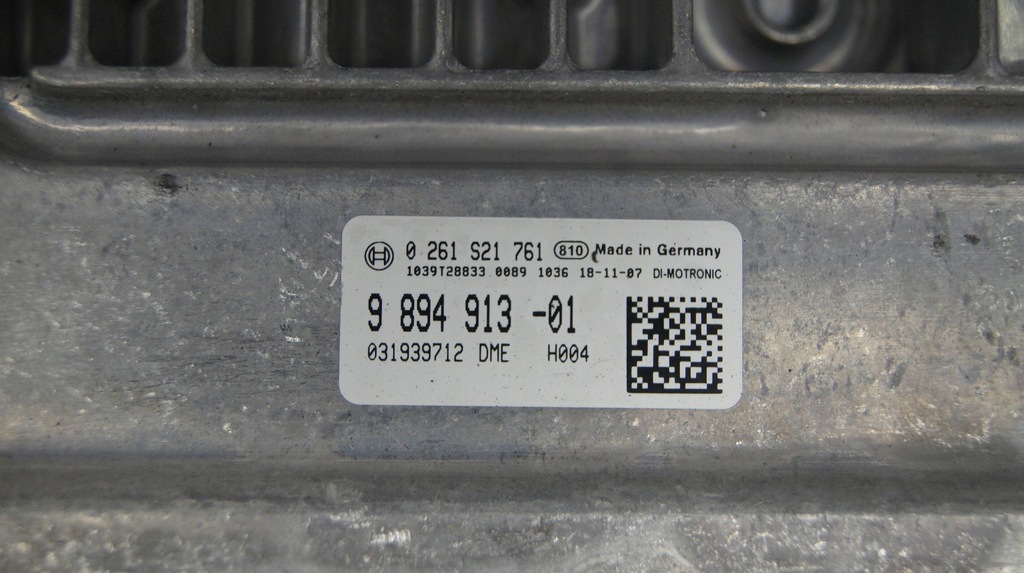 0 261 S21 761 810 Made in Germany
1039T28833 0089 1036 18-11-07 DI-MOTRONIC
9 894 913 -01
031939712 DME H004